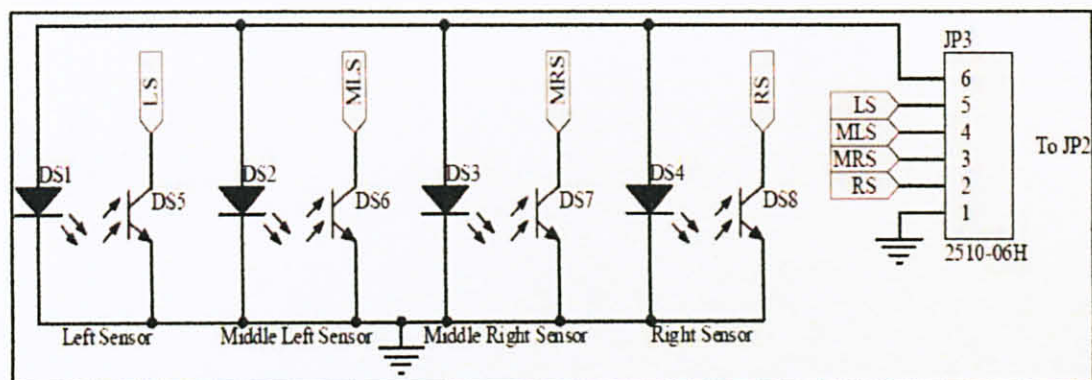 JP3
LS
MLS
MRS
RS
6
LS 5
MLS 4
MRS 3
RS 2
1
To JP2
DS1
DS5
DS2
DS6
DS3
DS7
DS4
DS8
2510-06H
Left Sensor
Middle Left Sensor
Middle Right Sensor
Right Sensor